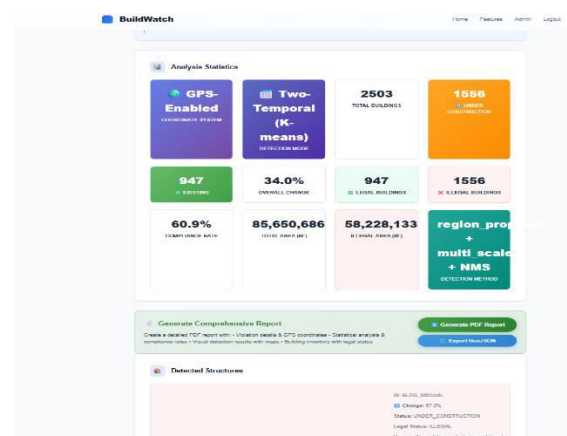 BuildWatch
Home Features Admin Logout
Analysis Statistics
GPS-
Enabled
COORDINATE SYSTEM
Two-
Temporal
(K-
means)
DETECTION MODE
2503
TOTAL BUILDINGS
1556
UNDER
CONSTRUCTION
947
EXISTING
34.0%
OVERALL CHANGE
947
LEGAL BUILDINGS
1556
ILLEGAL BUILDINGS
60.9%
COMPLIANCE RATE
85,650,686
TOTAL AREA (M²)
58,228,133
ILLEGAL AREA (M²)
region_prop
+
multi_scale
+ NMS
DETECTION METHOD
Generate Comprehensive Report
Create a detailed PDF report with: • Violation details & GPS coordinates • Statistical analysis &
compliance rates • Visual detection results with maps • Building inventory with legal status
Generate PDF Report
Export GeoJSON
Detected Structures
Change: 97.2%
Status: UNDER_CONSTRUCTION
Legal Status: ILLEGAL